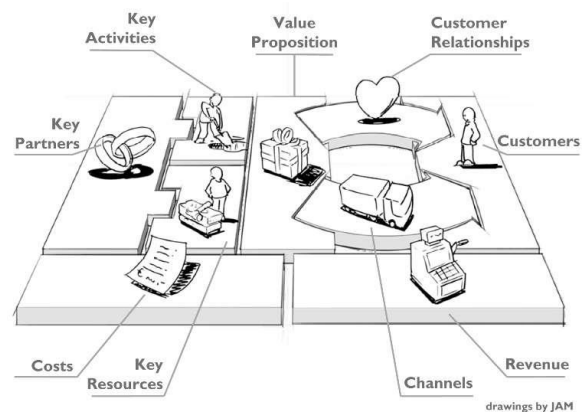 Key
Activities
Value
Proposition
Customer
Relationships
Key
Partners
Customers
Costs
Key
Resources
Channels
Revenue
drawings by JAM